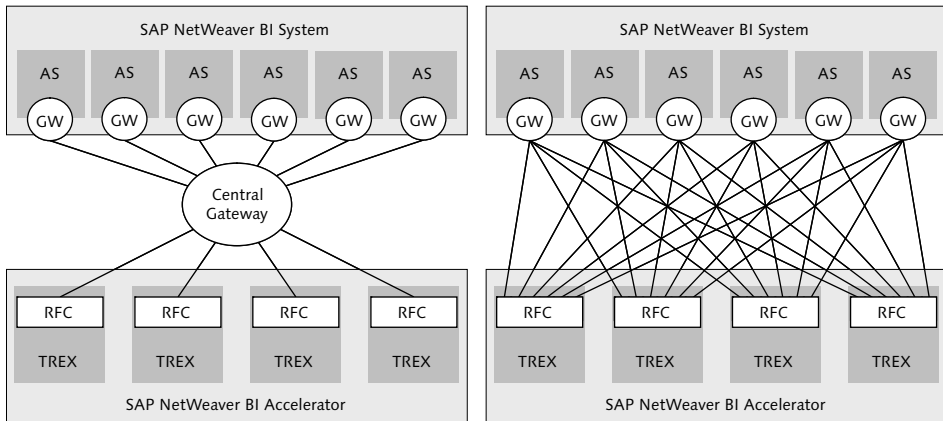 SAP NetWeaver BI System
AS AS AS AS AS AS
GW GW GW GW GW GW
Central
Gateway
RFC RFC RFC RFC
TREX TREX TREX TREX
SAP NetWeaver BI Accelerator
SAP NetWeaver BI System
AS AS AS AS AS AS
GW GW GW GW GW GW
RFC RFC RFC RFC
TREX TREX TREX TREX
SAP NetWeaver BI Accelerator